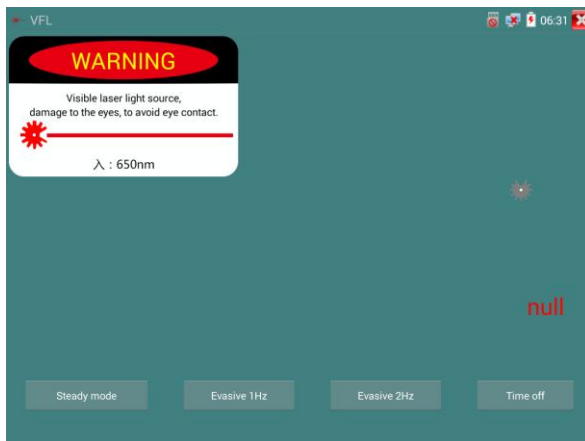 VFL
06:31
WARNING
Visible laser light source,
damage to the eyes, to avoid eye contact.
入 : 650nm
null
Steady mode
Evasive 1Hz
Evasive 2Hz
Time off